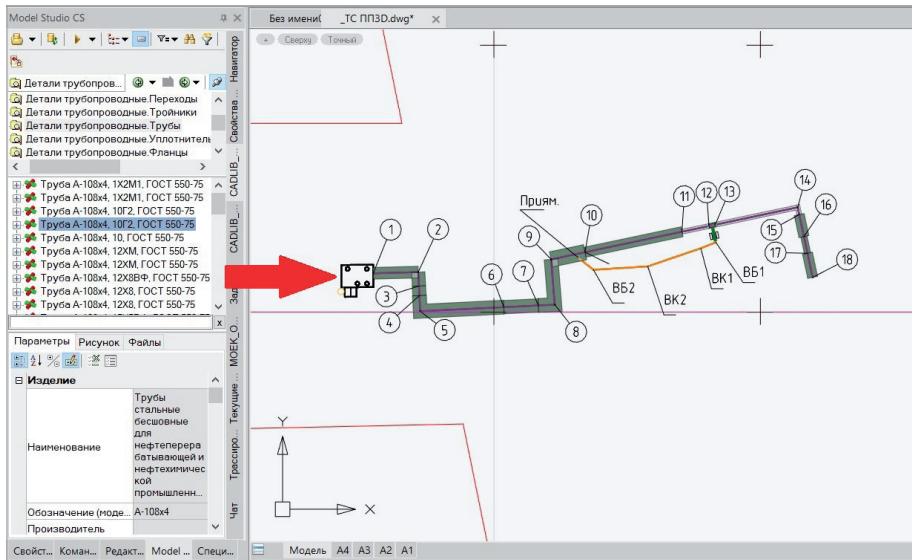 Model Studio CS
Детали трубопров...
Детали трубопроводные.Переходы
Детали трубопроводные.Тройники
Детали трубопроводные.Трубы
Детали трубопроводные.Уплотнитель
Детали трубопроводные.Фланцы
Труба А-108х4, 1Х2М1, ГОСТ 550-75
Труба А-108х4, 1Х2М1, ГОСТ 550-75
Труба А-108х4, 10Г2, ГОСТ 550-75
Труба А-108х4, 10Г2, ГОСТ 550-75
Труба А-108х4, 10, ГОСТ 550-75
Труба А-108х4, 12ХМ, ГОСТ 550-75
Труба А-108х4, 12ХМ, ГОСТ 550-75
Труба А-108х4, 12Х8ВФ, ГОСТ 550-75
Труба А-108х4, 12Х8, ГОСТ 550-75
Труба А-108х4, 12Х8, ГОСТ 550-75
x
Параметры Рисунок Файлы
Изделие
Наименование
Трубы
стальные
бесшовные
для
нефтеперера
батывающей и
нефтехимичес
кой
промышленн...
Обозначение (моде... А-108х4
Производитель
Свойст... Коман... Редакт... Model ... Специ...
Навигатор
Свойства ...
CADLIB_...
CADLIB_...
МОЕК_О...
Текущие ...
Трассиро...
Чат
_ТС ПП3D.dwg*
+ Сверху Точный
Приям.
1
2
3
4
5
6
7
8
9
10
11
12
13
14
15
16
17
18
ВБ2
ВК2
ВК1
ВБ1
Y
X
Модель А4 А3 А2 А1